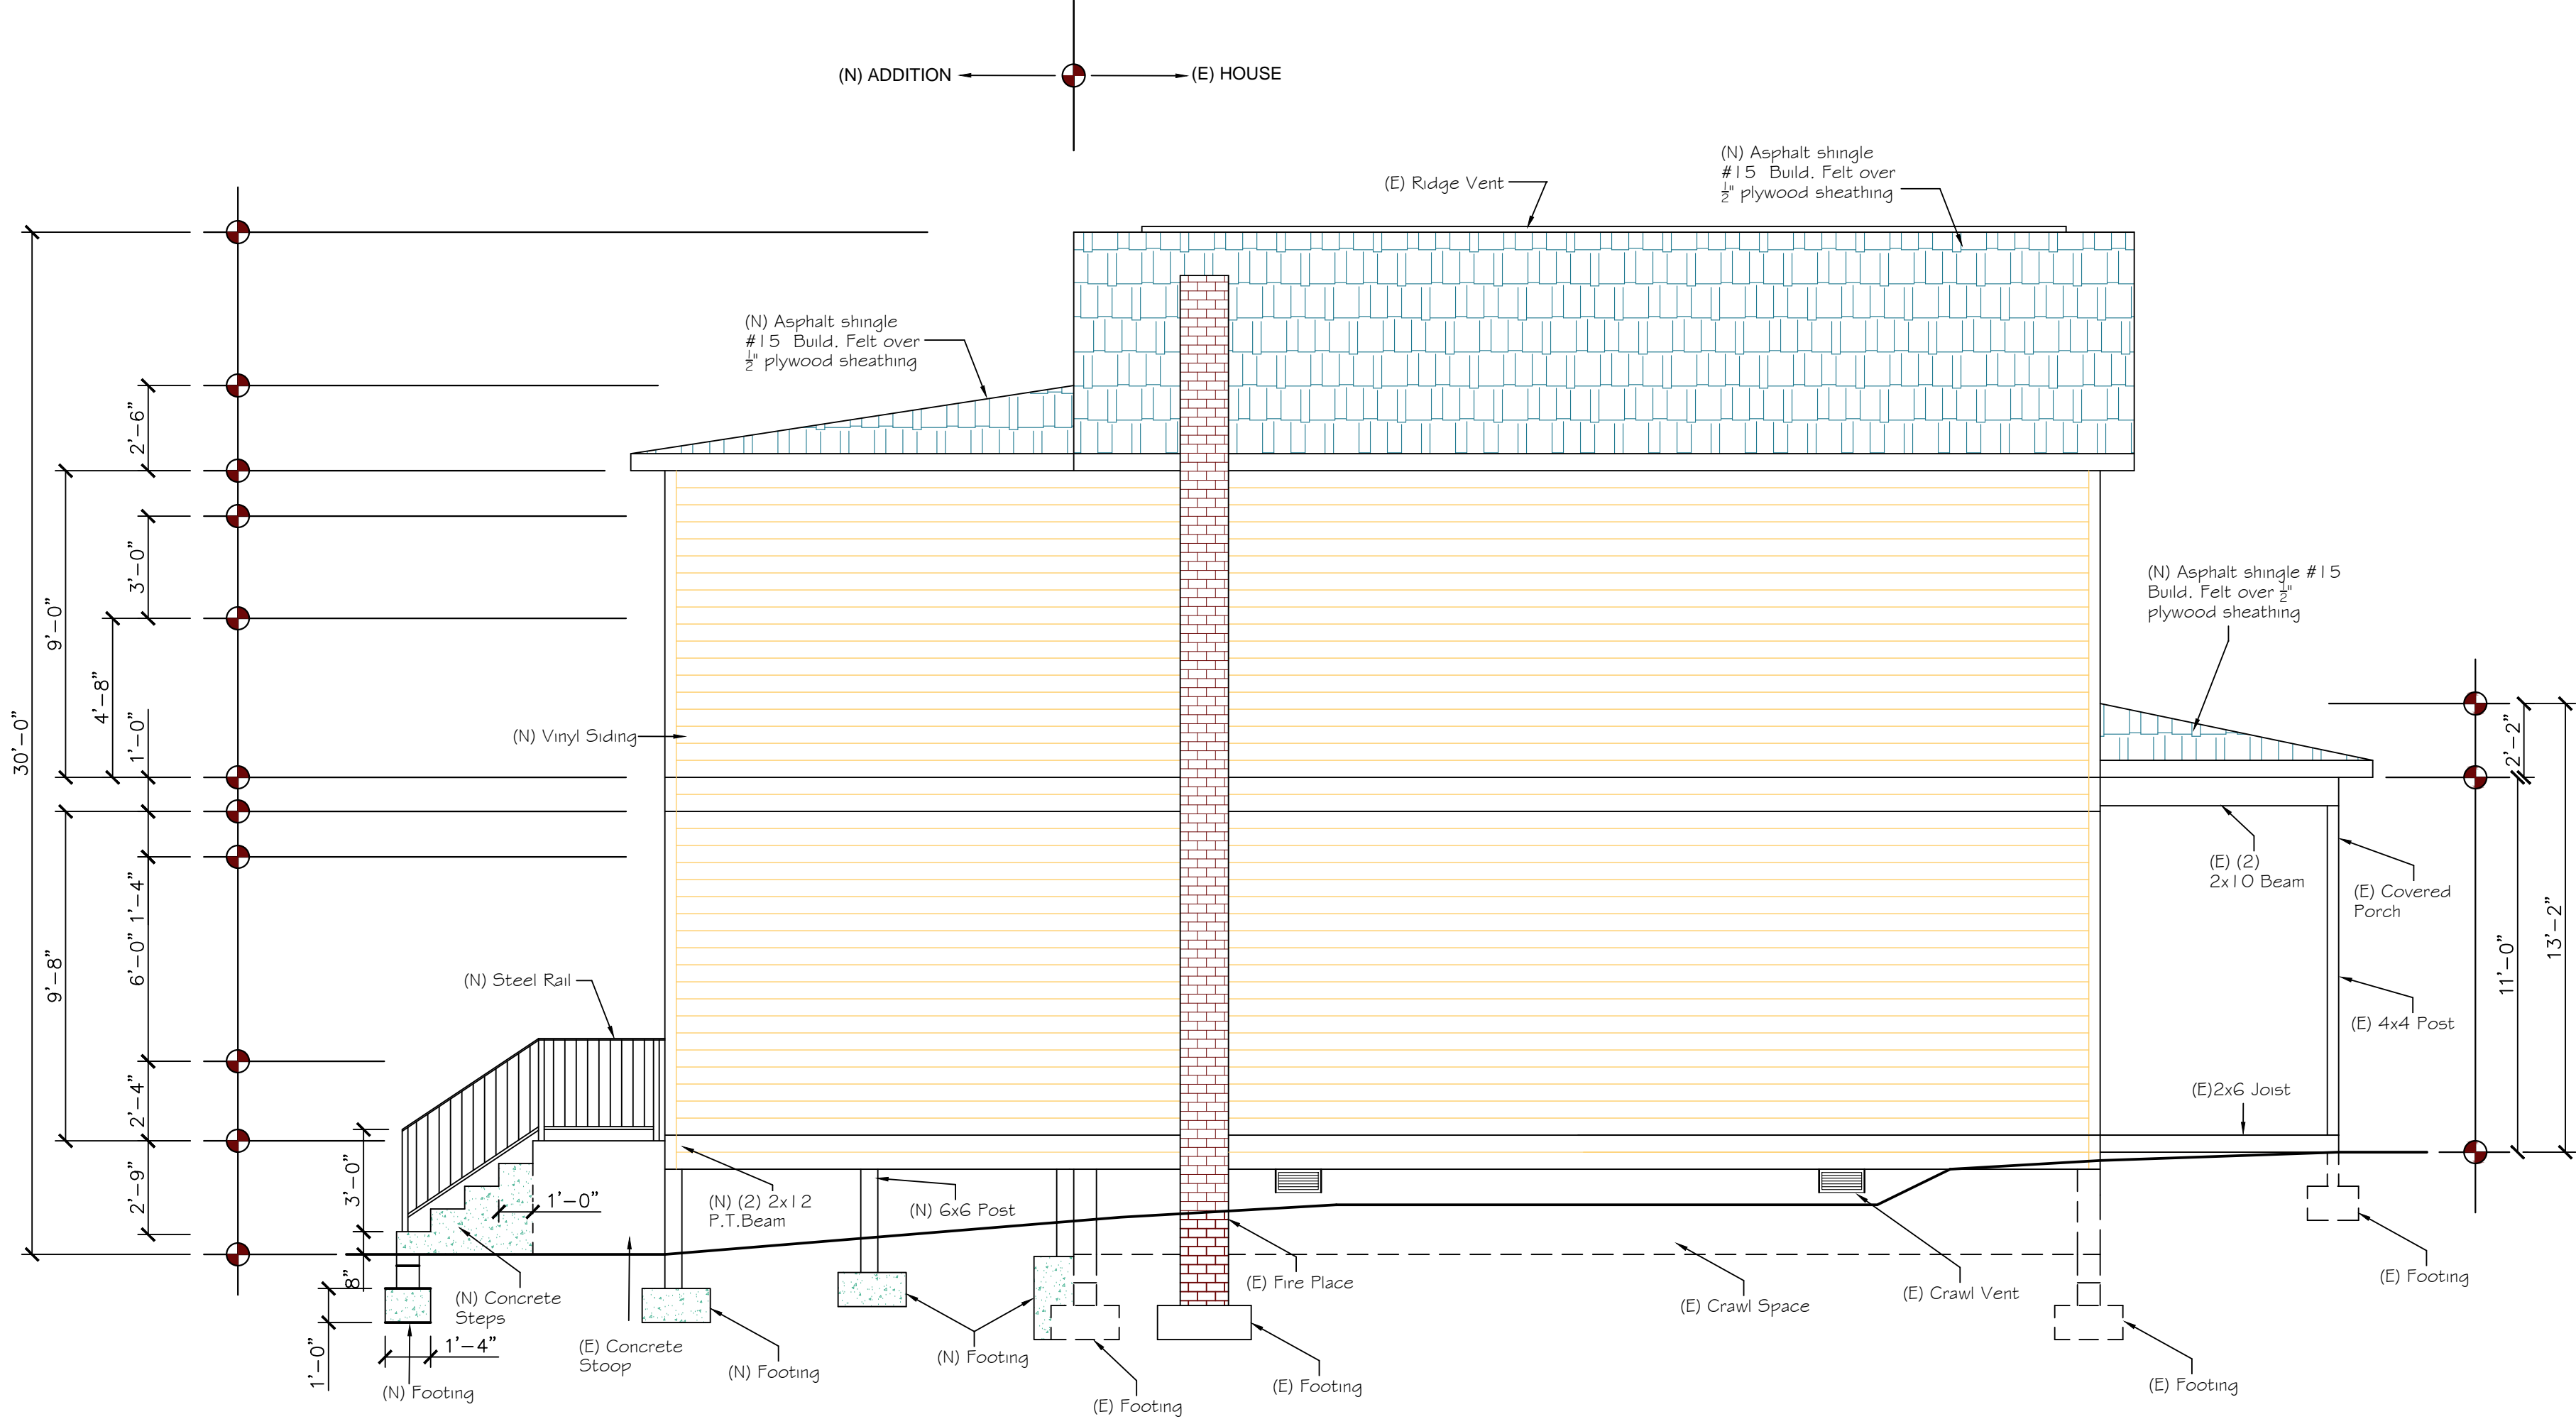 (N) ADDITION
(E) HOUSE
(E) Ridge Vent
(N) Asphalt shingle
#15 Build. Felt over
1/2" plywood sheathing
(N) Asphalt shingle
#15 Build. Felt over
1/2" plywood sheathing
(N) Asphalt shingle #15
Build. Felt over 1/2"
plywood sheathing
30'-0"
2'-6"
9'-0"
3'-0"
4'-8"
1'-0"
9'-8"
1'-4"
6'-0"
2'-4"
2'-9"
3'-0"
8"
1'-0"
1'-4"
1'-0"
(N) Vinyl Siding
(N) Steel Rail
2'-2"
13'-2"
11'-0"
(E) (2)
2x10 Beam
(E) Covered
Porch
(E) 4x4 Post
(E)2x6 Joist
(N) (2) 2x12
P.T.Beam
(N) 6x6 Post
(N) Concrete
Steps
(E) Concrete
Stoop
(N) Footing
(N) Footing
(N) Footing
(E) Footing
(E) Fire Place
(E) Footing
(E) Crawl Space
(E) Crawl Vent
(E) Footing
(E) Footing